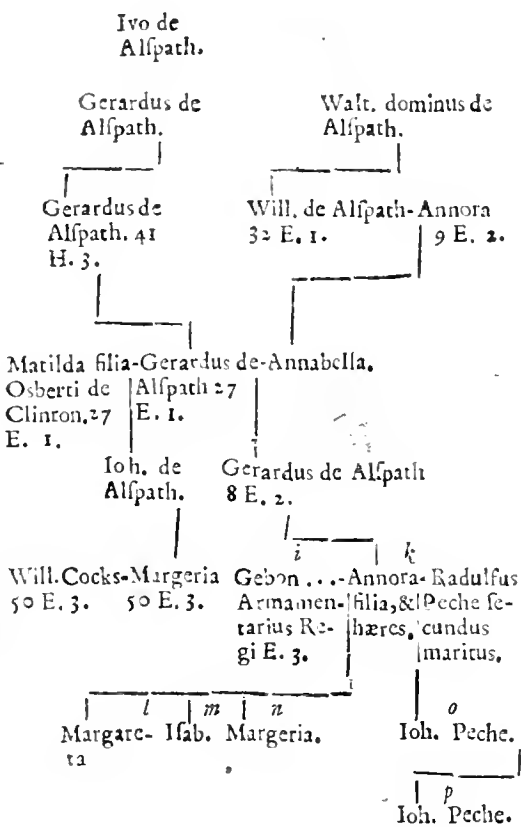 Ivo de
Alſpath.
Gerardus de
Alſpath.
Walt. dominus de
Alſpath.
Gerardus de
Alſpath. 41
H. 3.
Will. de Alſpath-Annora
32 E. 1. 9 E. 2.
Matilda filia-Gerardus de-Annabella.
Osberti de Alſpath 27
Clinton. 27 E. 1.
E. 1.
Ioh. de
Alſpath.
Gerardus de Alſpath
8 E. 2.
i k
Will. Cocks-Margeria
50 E. 3. 50 E. 3.
Gebon ...-Annora-Radulfus
Armamen- filia, & Peche ſe-
tarius Re- hæres. cundus
gi E. 3. maritus.
l m n
Margare- Iſab. Margeria.
ta
o
Ioh. Peche.
p
Ioh. Peche.